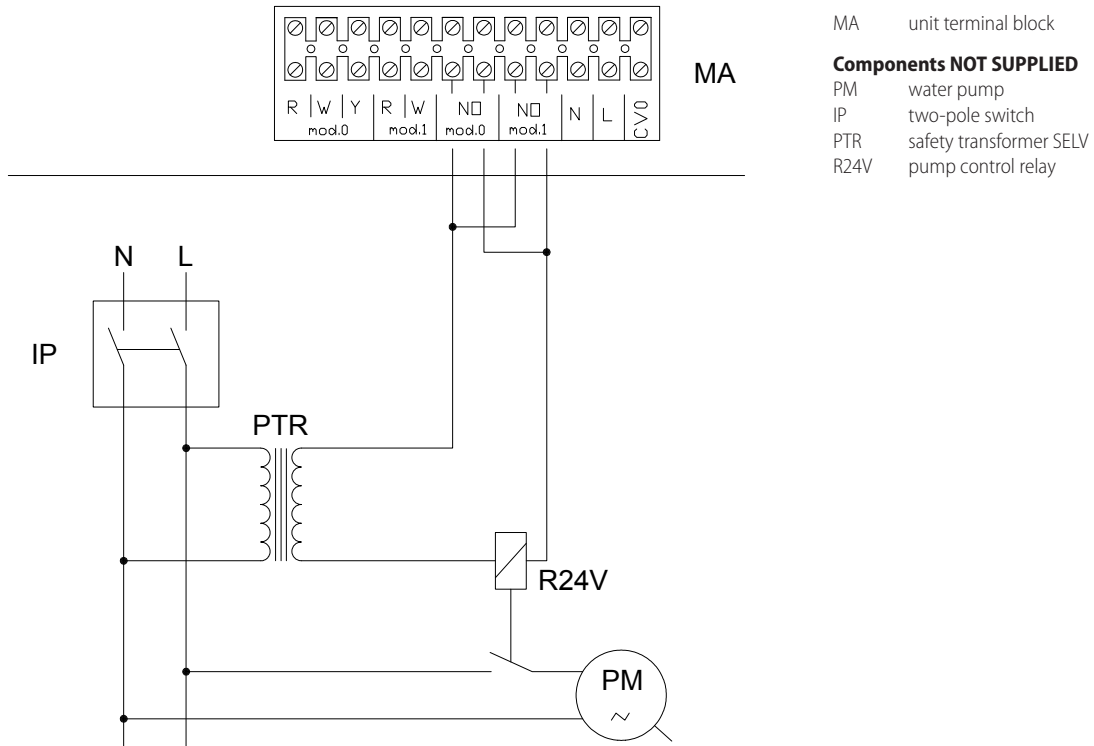 MA
R W Y R W NO NO N L CV0
mod.0 mod.1 mod.0 mod.1
N L
IP
PTR
R24V
PM
MA unit terminal block
Components NOT SUPPLIED
PM water pump
IP two-pole switch
PTR safety transformer SELV
R24V pump control relay